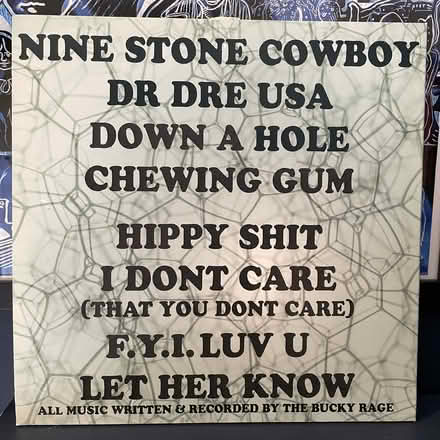 NINE STONE COWBOY
DR DRE USA
DOWN A HOLE
CHEWING GUM
HIPPY SHIT
I DONT CARE
(THAT YOU DONT CARE)
F.Y.I. LUV U
LET HER KNOW
ALL MUSIC WRITTEN & RECORDED BY THE BUCKY RAGE